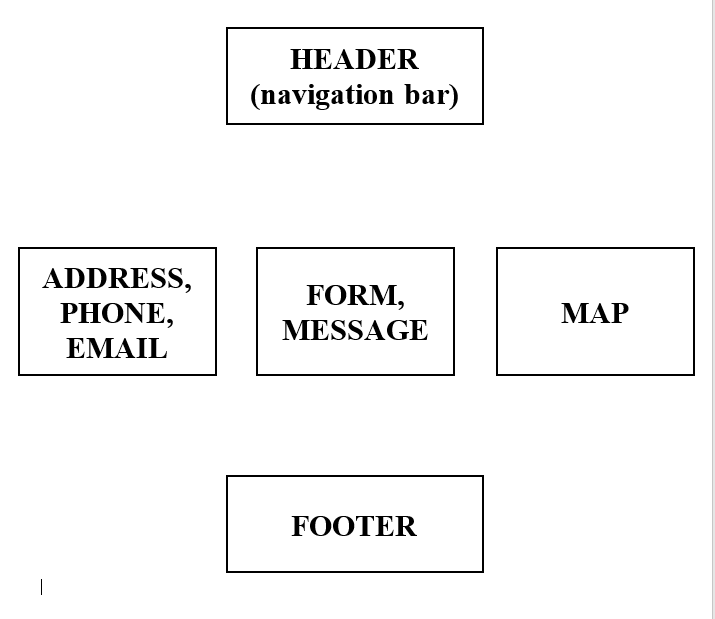 HEADER
(navigation bar)
ADDRESS,
PHONE,
EMAIL
FORM,
MESSAGE
MAP
FOOTER